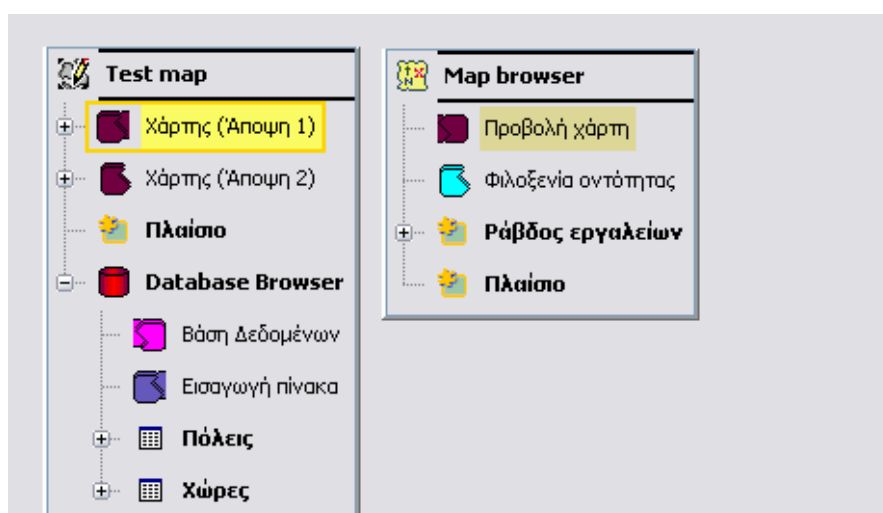 Test map
Χάρτης (Άποψη 1)
Χάρτης (Άποψη 2)
Πλαίσιο
Database Browser
Βάση Δεδομένων
Εισαγωγή πίνακα
Πόλεις
Χώρες
Map browser
Προβολή χάρτη
Φιλοξενία οντότητας
Ράβδος εργαλείων
Πλαίσιο